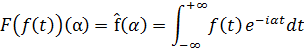 F(f(t))(α) = f̂(α) = ∫_{−∞}^{+∞} f(t) e^{−iαt} dt